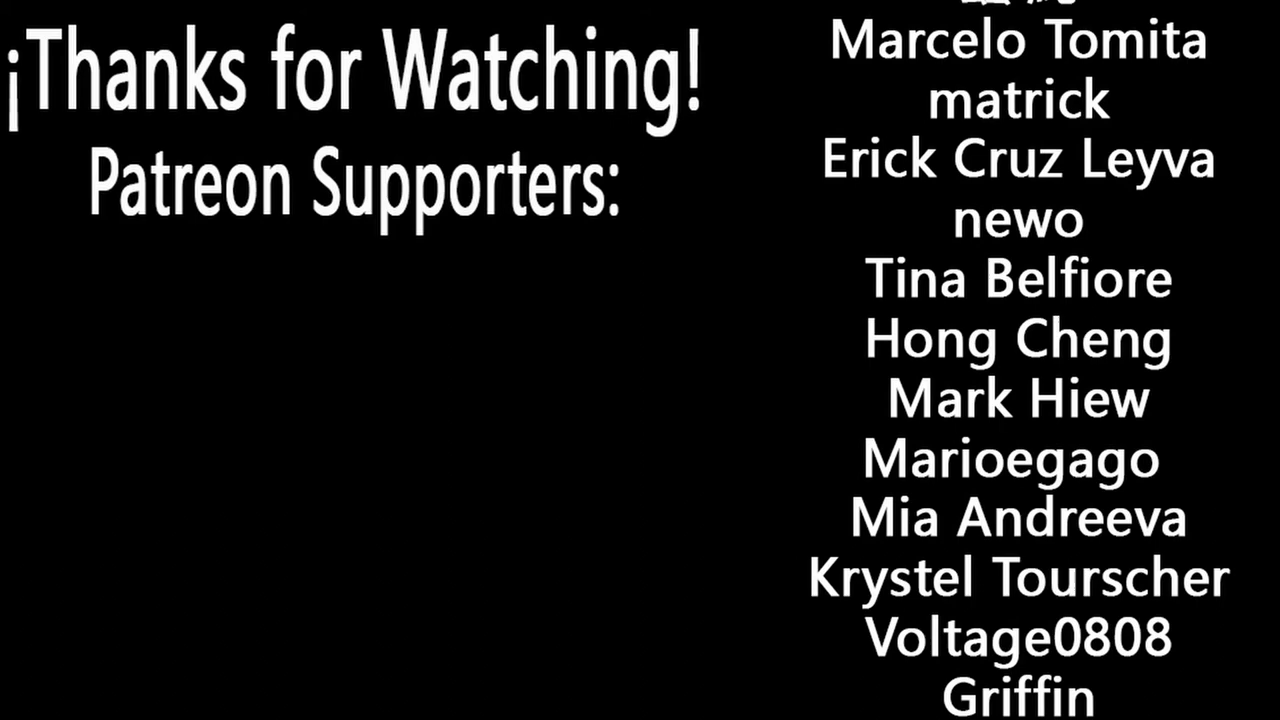 ¡Thanks for Watching!
Patreon Supporters:
Marcelo Tomita
matrick
Erick Cruz Leyva
newo
Tina Belfiore
Hong Cheng
Mark Hiew
Marioegago
Mia Andreeva
Krystel Tourscher
Voltage0808
Griffin